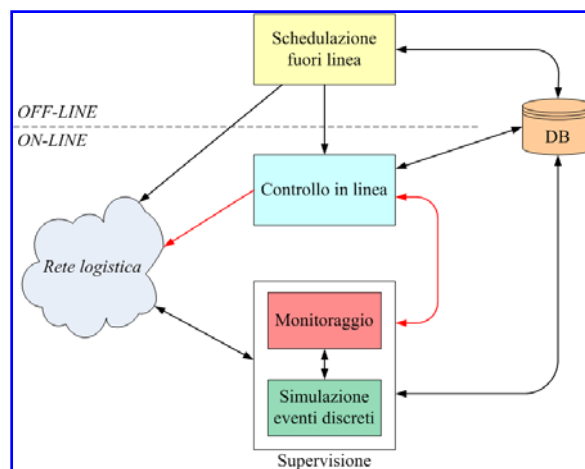 Schedulazione
fuori linea
OFF-LINE
ON-LINE
DB
Controllo in linea
Rete logistica
Monitoraggio
Simulazione
eventi discreti
Supervisione